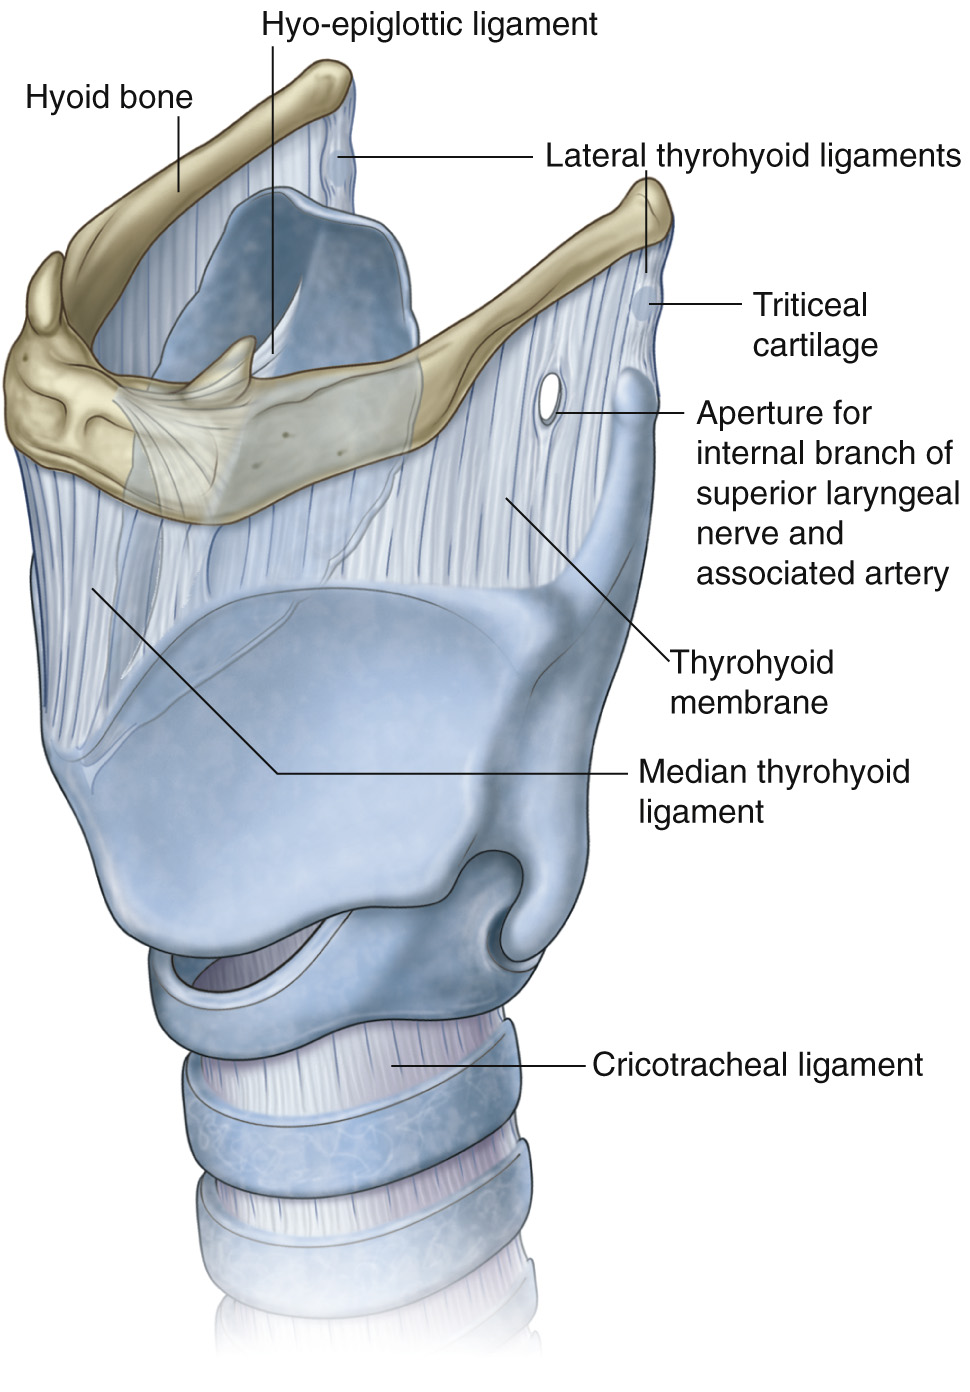 Hyo-epiglottic ligament
Hyoid bone
Lateral thyrohyoid ligaments
Triticeal
cartilage
Aperture for
internal branch of
superior laryngeal
nerve and
associated artery
Thyrohyoid
membrane
Median thyrohyoid
ligament
Cricotracheal ligament